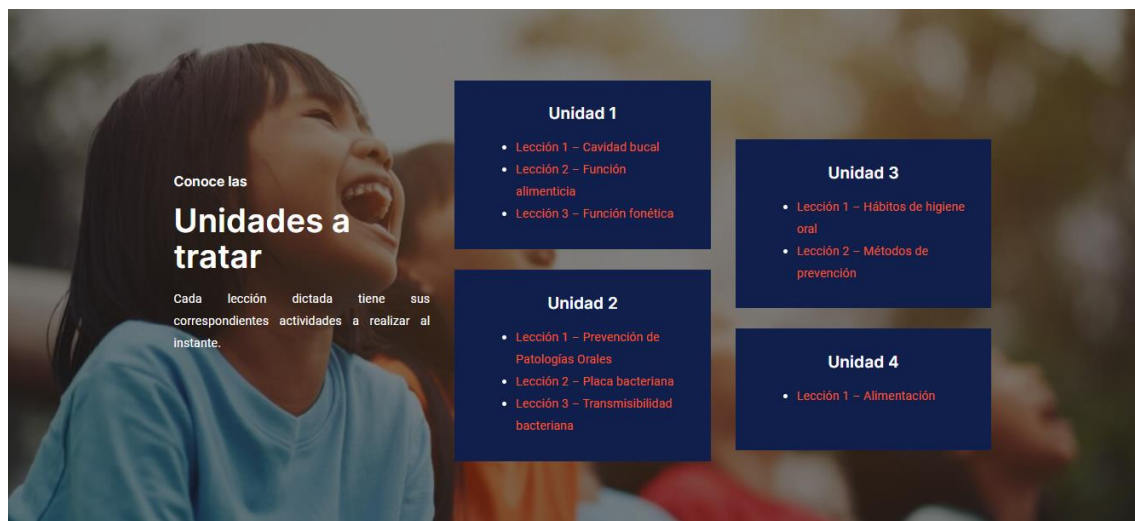 Conoce las
Unidades a
tratar
Cada lección dictada tiene sus
correspondientes actividades a realizar al
instante.
Unidad 1
Lección 1 – Cavidad bucal
Lección 2 – Función
alimenticia
Lección 3 – Función fonética
Unidad 2
Lección 1 – Prevención de
Patologías Orales
Lección 2 – Placa bacteriana
Lección 3 – Transmisibilidad
bacteriana
Unidad 3
Lección 1 – Hábitos de higiene
oral
Lección 2 – Métodos de
prevención
Unidad 4
Lección 1 – Alimentación